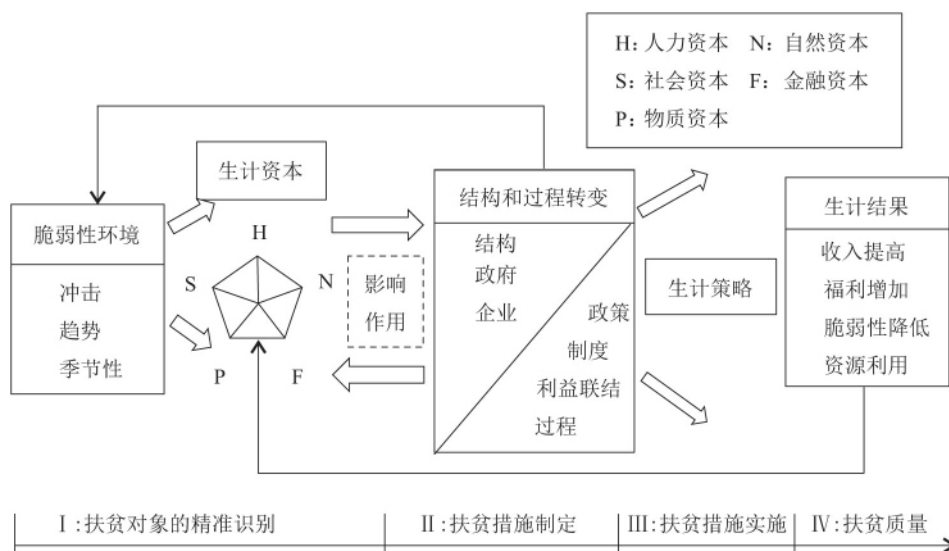 H: 人力资本 N: 自然资本
S: 社会资本 F: 金融资本
P: 物质资本
生计资本
脆弱性环境
冲击
趋势
季节性
H
S
N
P
F
影响
作用
结构和过程转变
结构
政府
企业
政策
制度
利益联结
过程
生计策略
生计结果
收入提高
福利增加
脆弱性降低
资源利用
Ⅰ:扶贫对象的精准识别
Ⅱ:扶贫措施制定
Ⅲ:扶贫措施实施
Ⅳ:扶贫质量